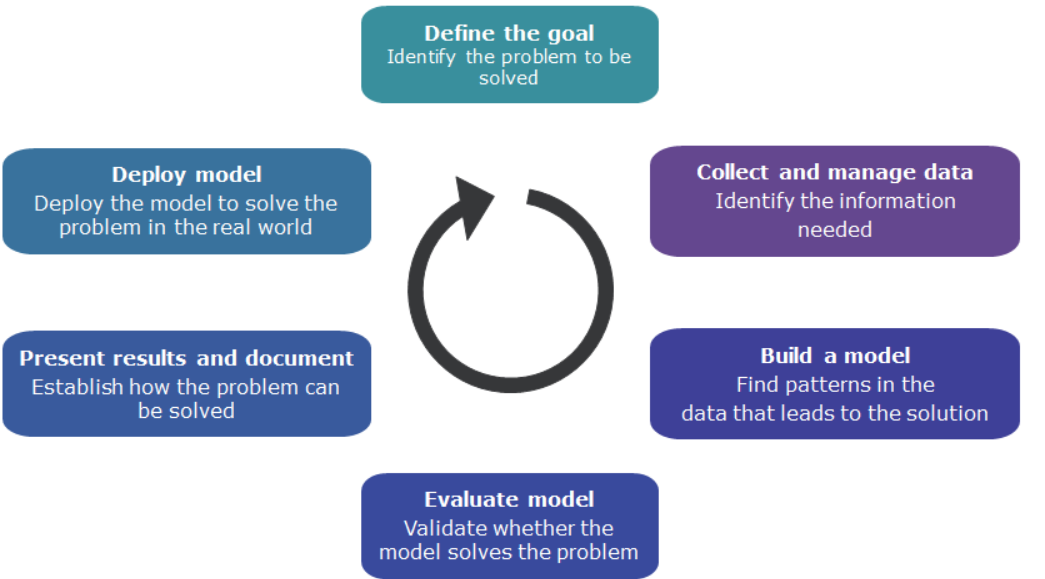 Define the goal
Identify the problem to be
solved
Collect and manage data
Identify the information
needed
Build a model
Find patterns in the
data that leads to the solution
Evaluate model
Validate whether the
model solves the problem
Present results and document
Establish how the problem can
be solved
Deploy model
Deploy the model to solve the
problem in the real world